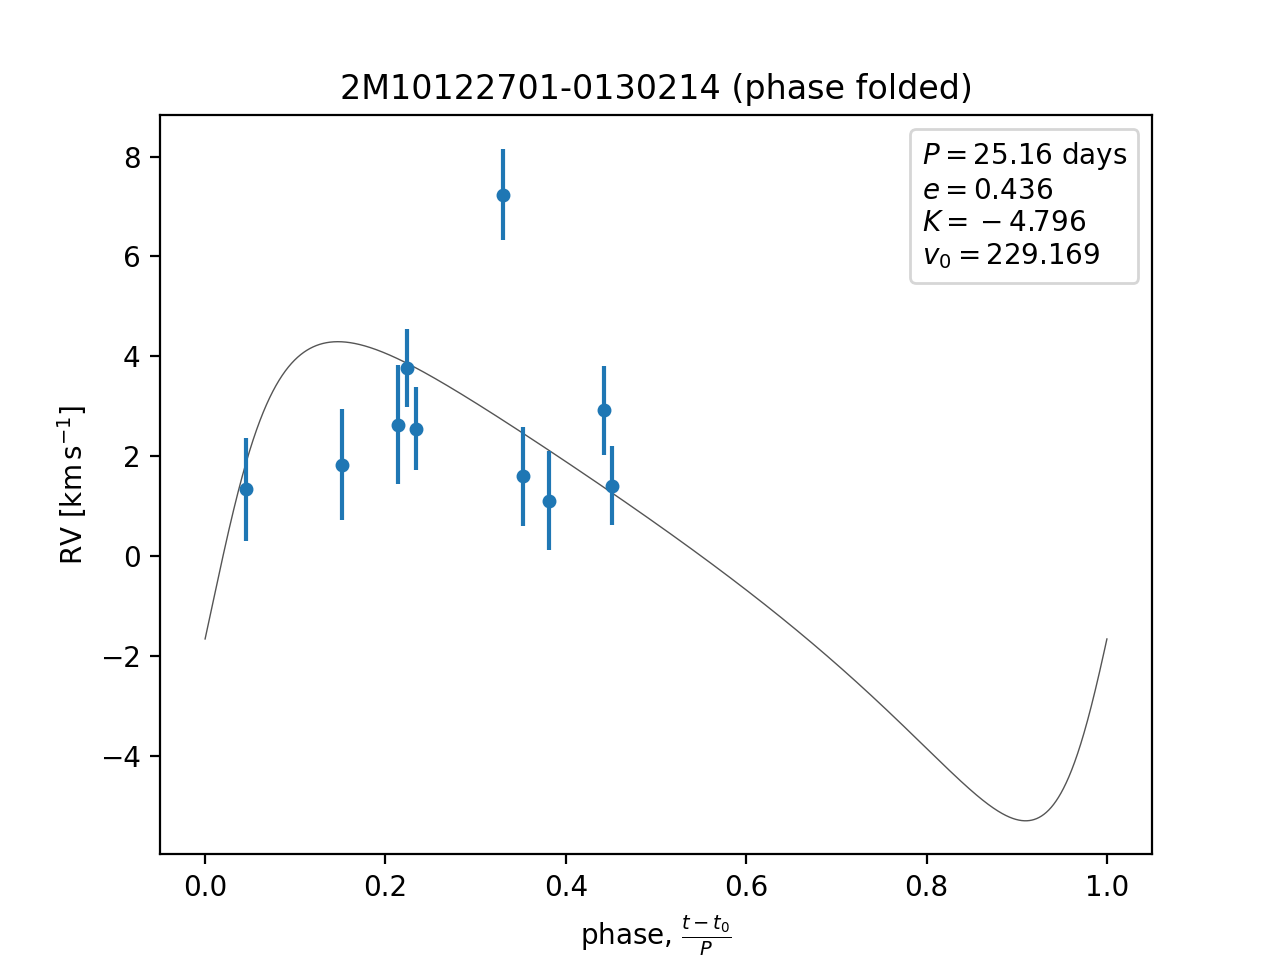 2M10122701-0130214 (phase folded)
P = 25.16 days
e = 0.436
K = −4.796
v₀ = 229.169
RV [km s⁻¹]
8
6
4
2
0
−2
−4
0.0 0.2 0.4 0.6 0.8 1.0
phase, (t − t₀)/P